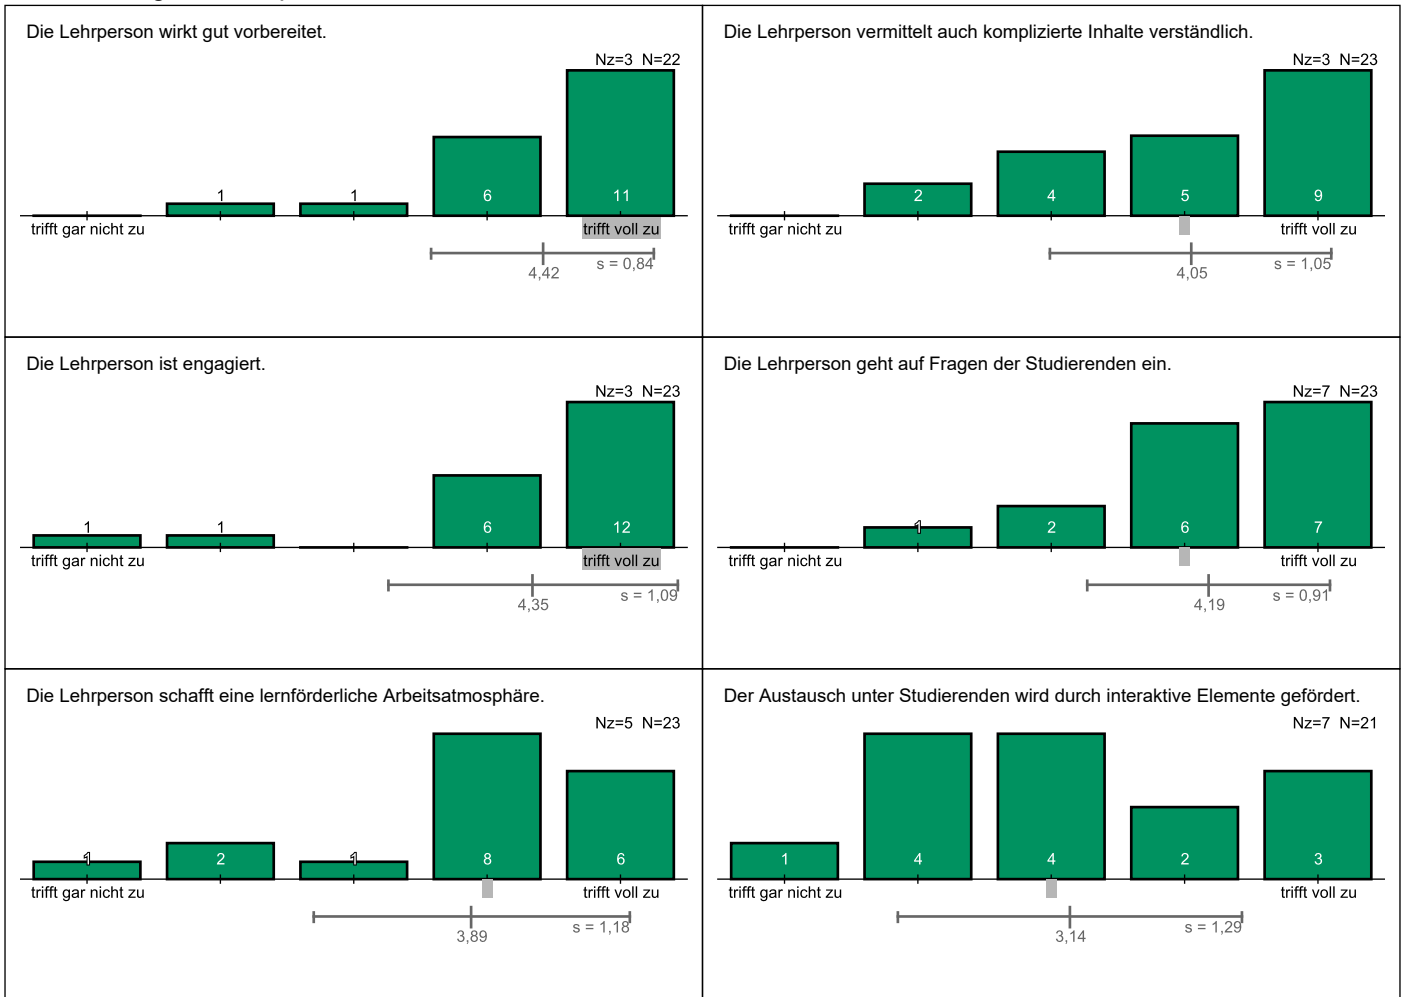 Die Lehrperson wirkt gut vorbereitet.
Nz=3 N=22
1 1 6 11
trifft gar nicht zu trifft voll zu
s = 0,84
4,42
Die Lehrperson vermittelt auch komplizierte Inhalte verständlich.
Nz=3 N=23
2 4 5 9
trifft gar nicht zu trifft voll zu
s = 1,05
4,05
Die Lehrperson ist engagiert.
Nz=3 N=23
1 1 6 12
trifft gar nicht zu trifft voll zu
s = 1,09
4,35
Die Lehrperson geht auf Fragen der Studierenden ein.
Nz=7 N=23
1 2 6 7
trifft gar nicht zu trifft voll zu
s = 0,91
4,19
Die Lehrperson schafft eine lernförderliche Arbeitsatmosphäre.
Nz=5 N=23
1 2 1 8 6
trifft gar nicht zu trifft voll zu
s = 1,18
3,89
Der Austausch unter Studierenden wird durch interaktive Elemente gefördert.
Nz=7 N=21
1 4 4 2 3
trifft gar nicht zu trifft voll zu
s = 1,29
3,14